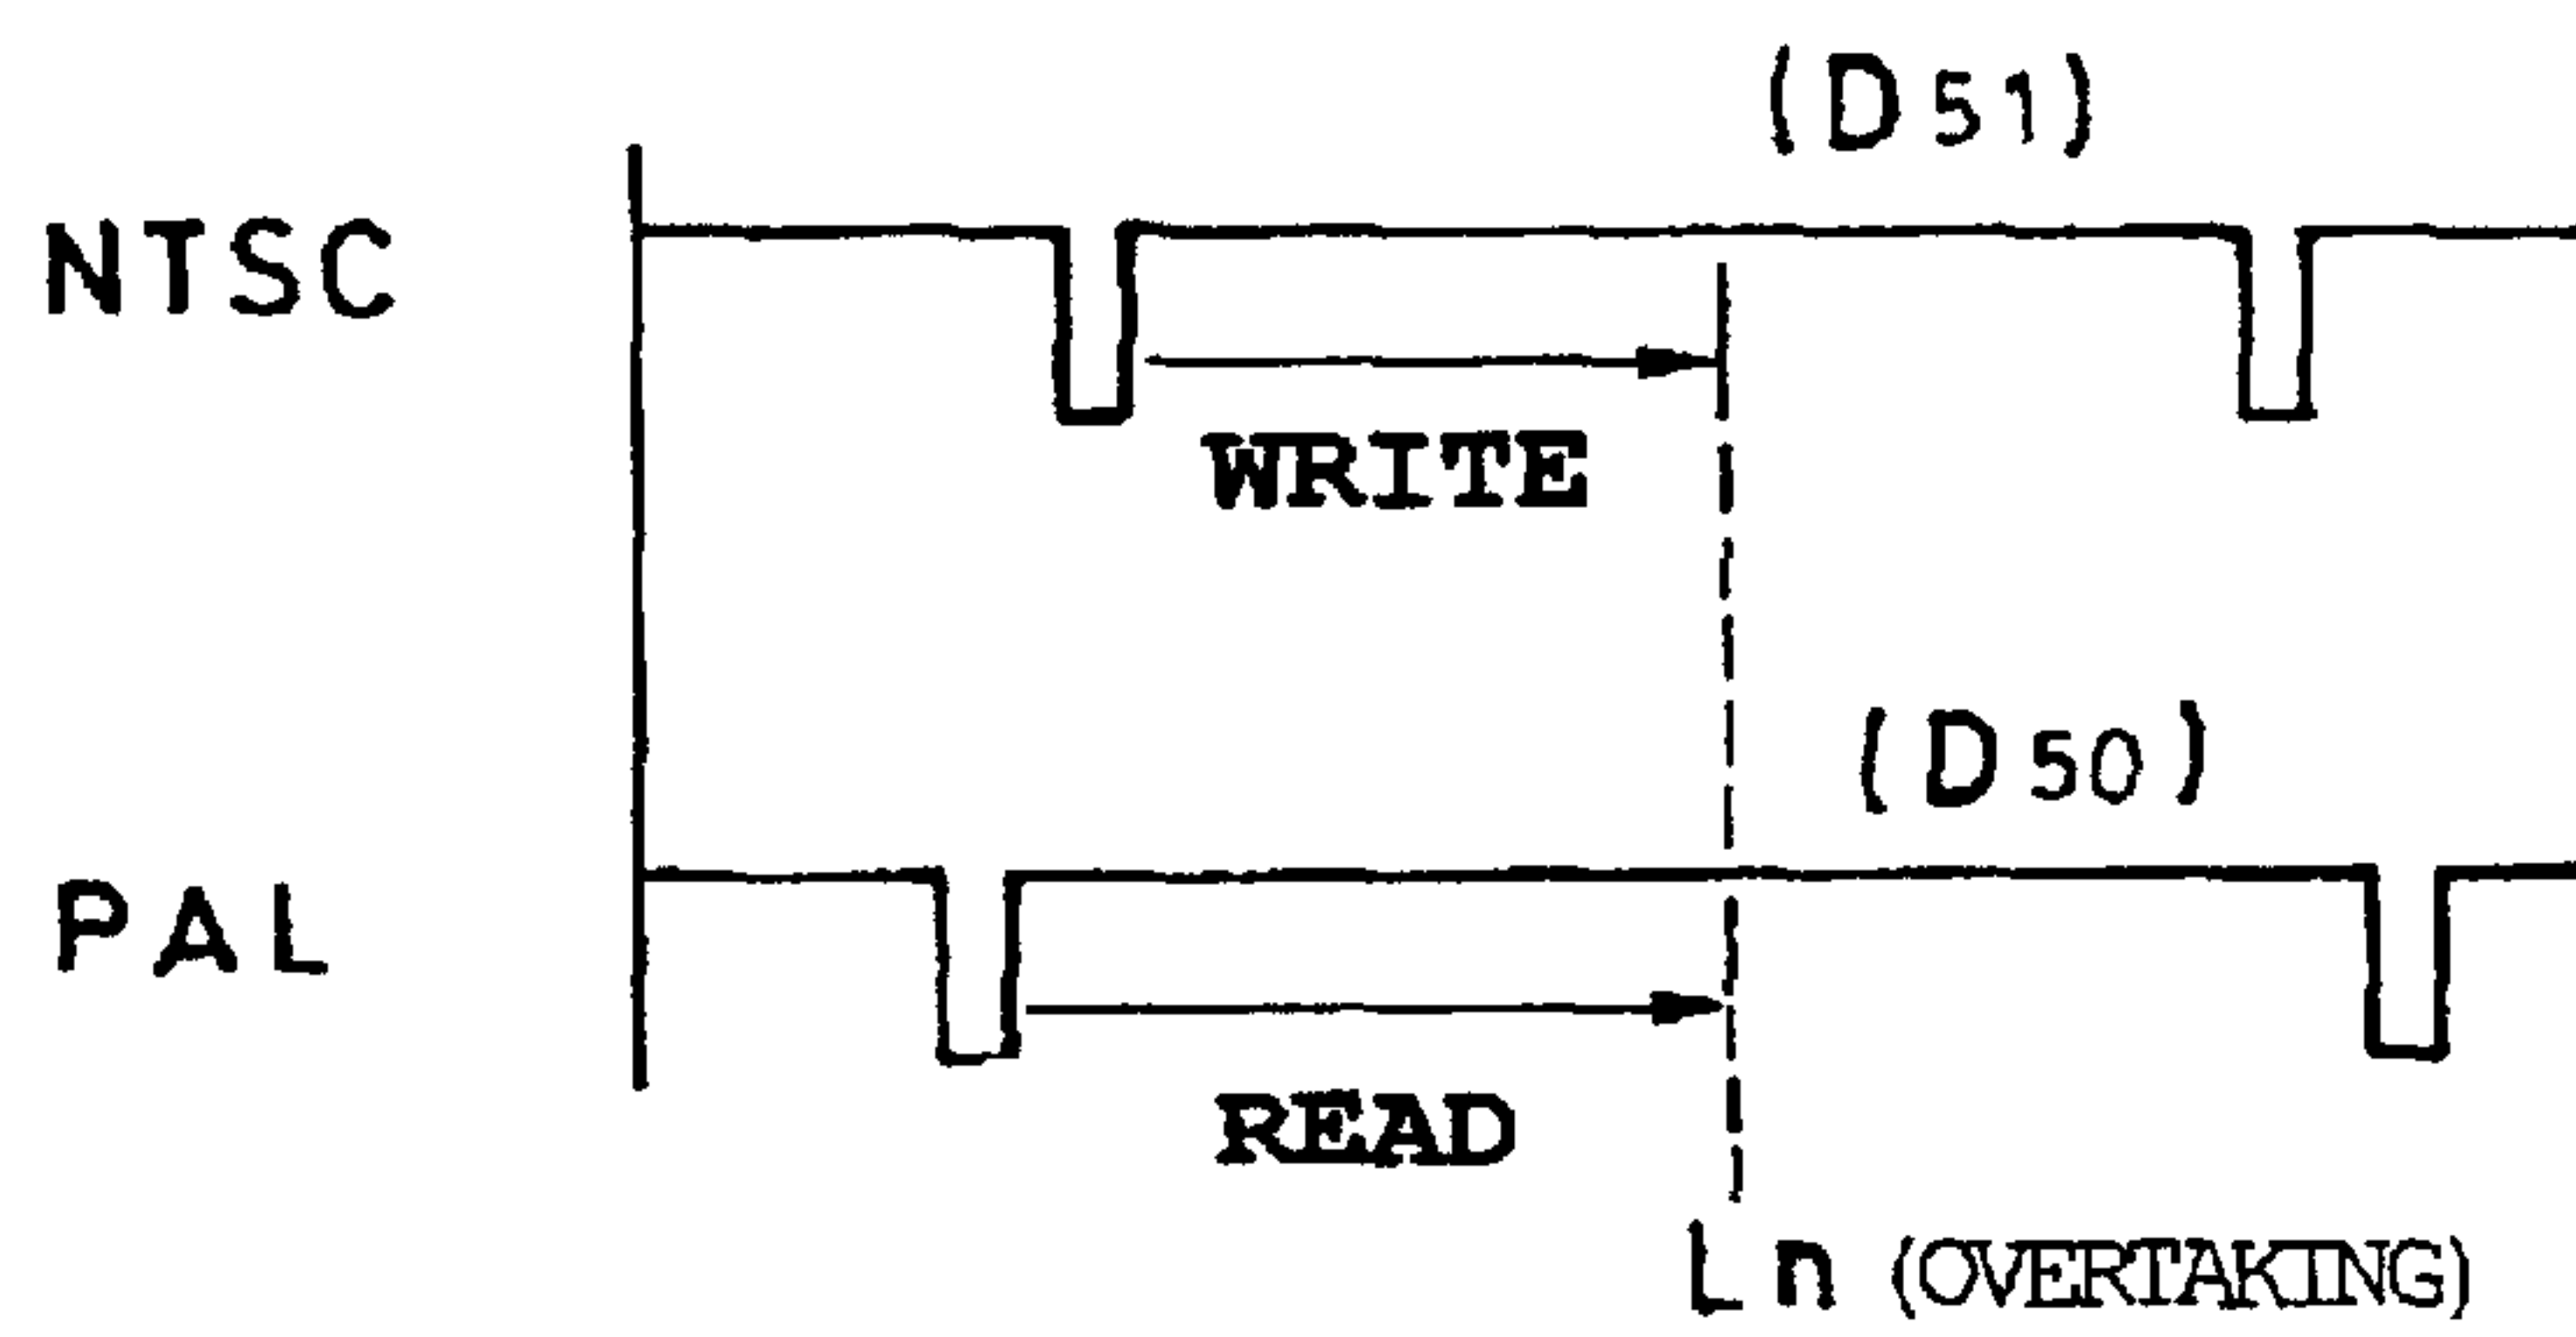 (D51)
NTSC
WRITE
(D50)
PAL
READ
Ln (OVERTAKING)